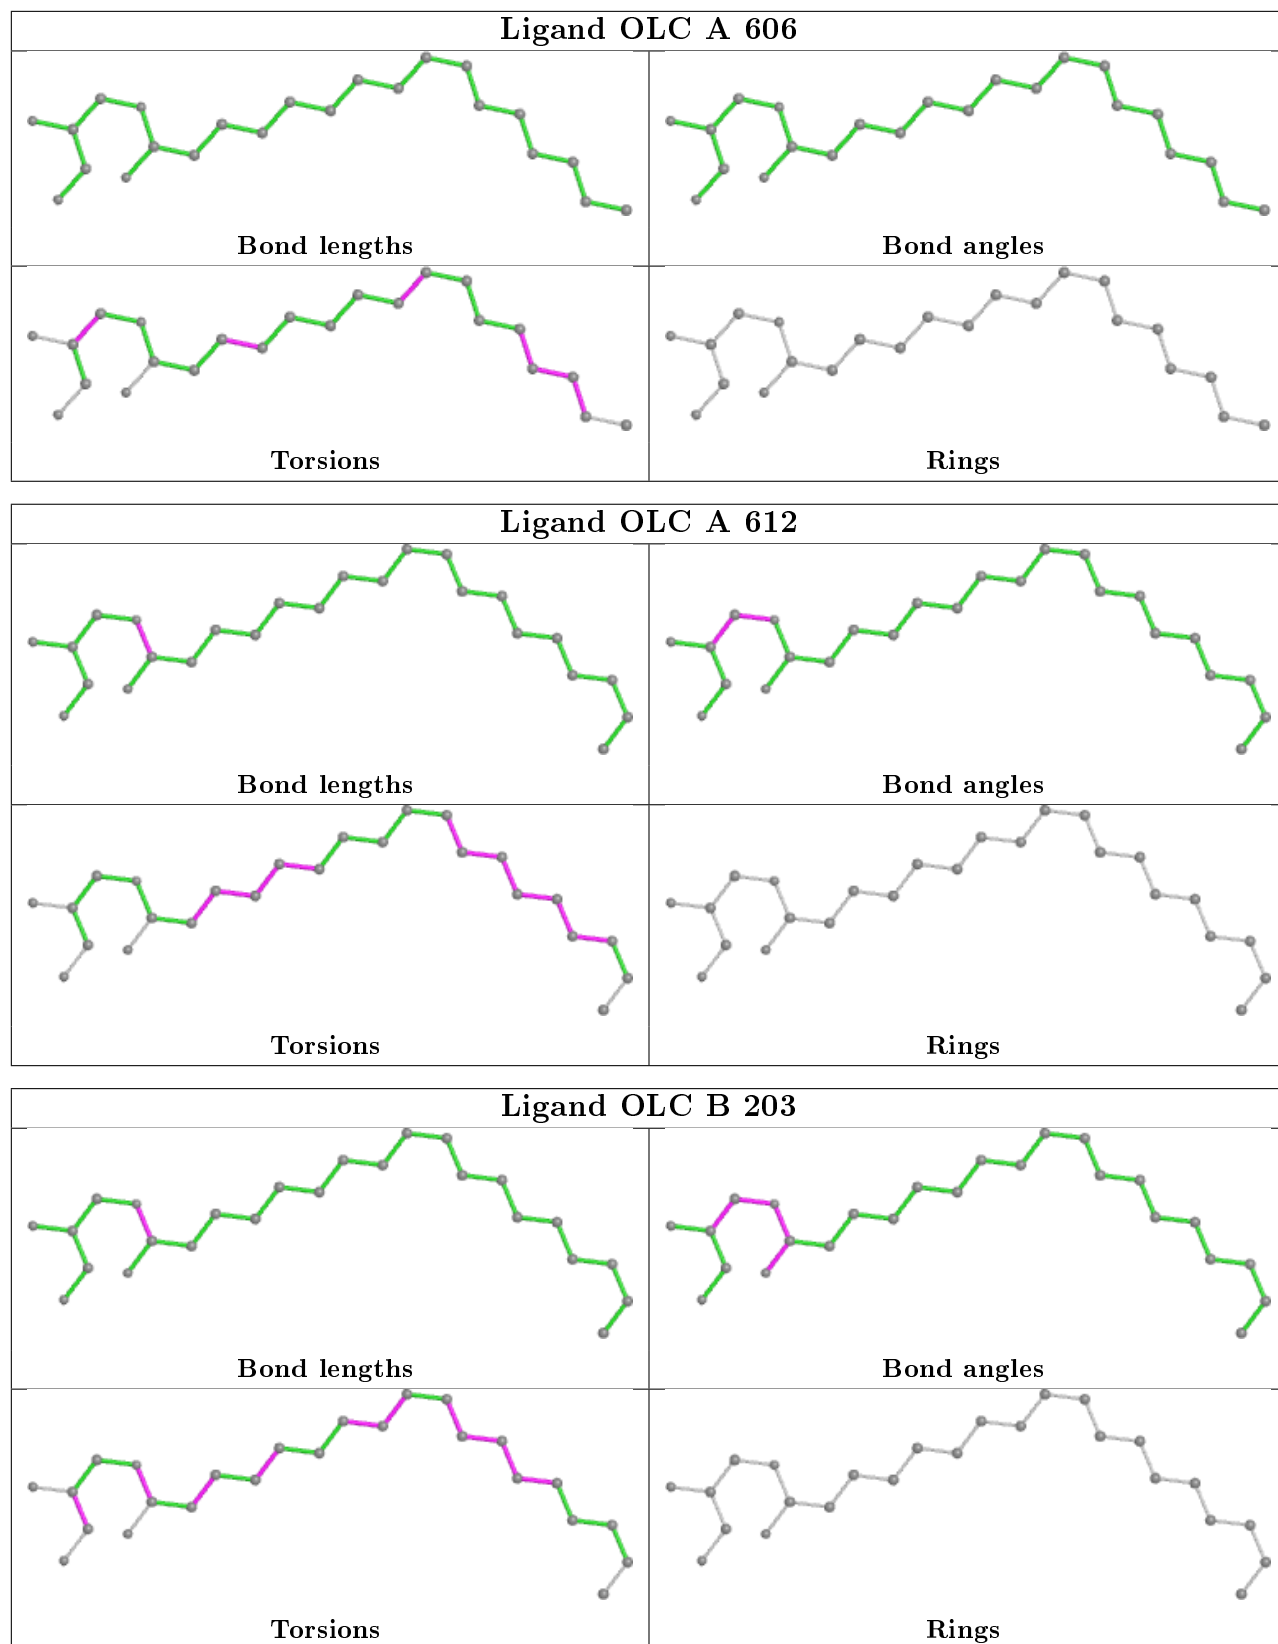 Ligand OLC A 606
Bond lengths
Bond angles
Torsions
Rings
Ligand OLC A 612
Bond lengths
Bond angles
Torsions
Rings
Ligand OLC B 203
Bond lengths
Bond angles
Torsions
Rings